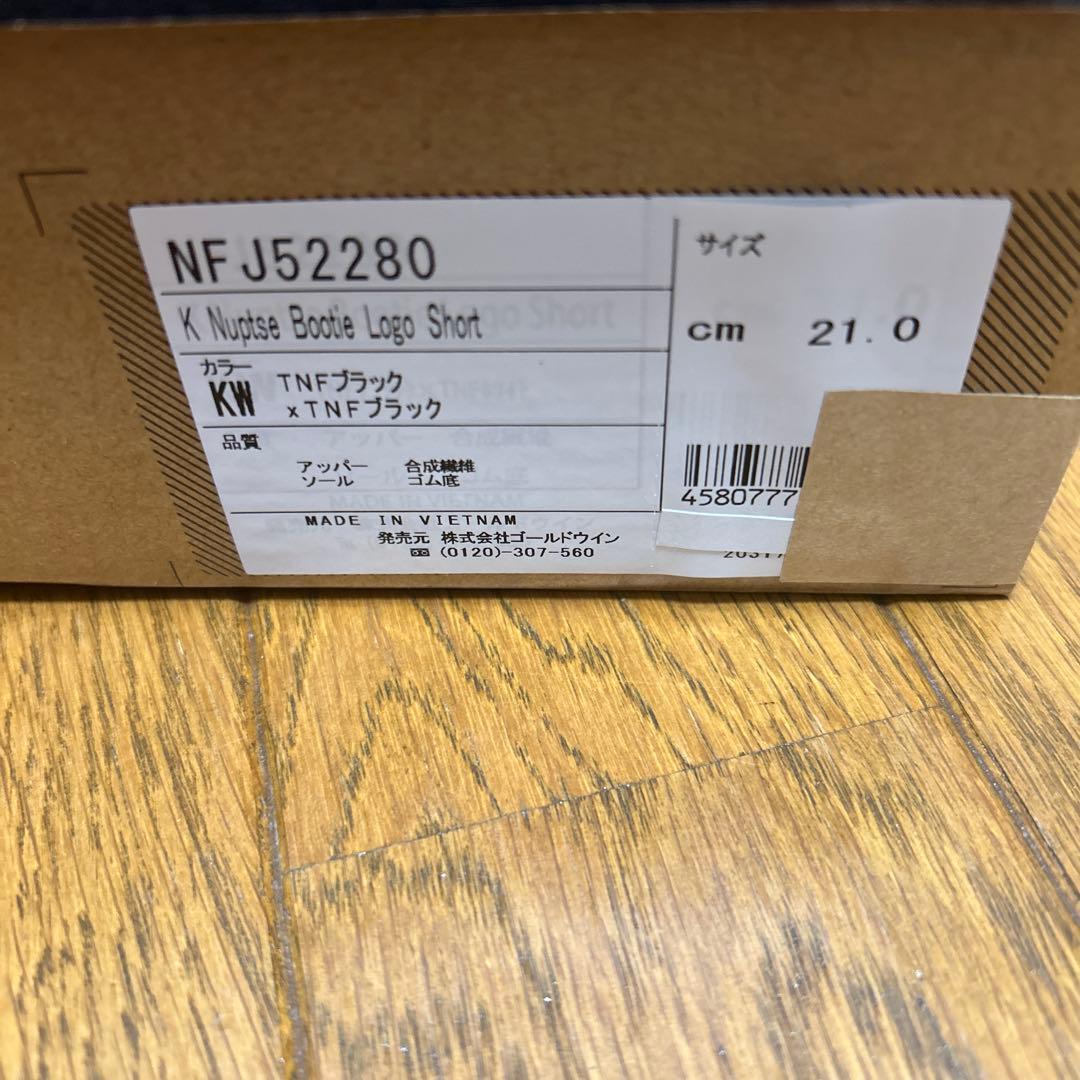 NFJ52280
K Nuptse Bootie Logo Short
カラー
KW TNFブラック
xTNFブラック
品質
アッパー 合成繊維
ソール ゴム底
MADE IN VIETNAM
発売元 株式会社ゴールドウイン
(0120)-307-560
サイズ
cm 21.0
4580777